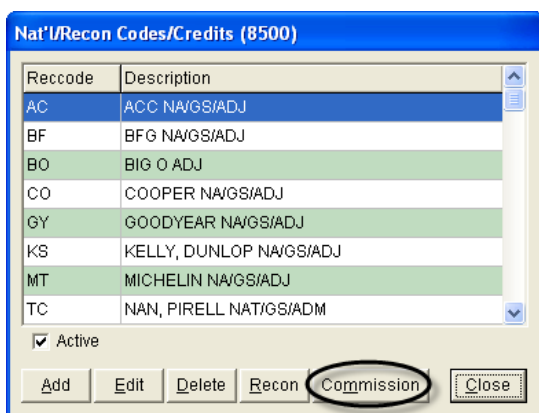 Nat'l/Recon Codes/Credits (8500)
Reccode Description
AC ACC NA/GS/ADJ
BF BFG NA/GS/ADJ
BO BIG O ADJ
CO COOPER NA/GS/ADJ
GY GOODYEAR NA/GS/ADJ
KS KELLY, DUNLOP NA/GS/ADJ
MT MICHELIN NA/GS/ADJ
TC NAN, PIRELL NAT/GS/ADM
Active
Add Edit Delete Recon Commission Close